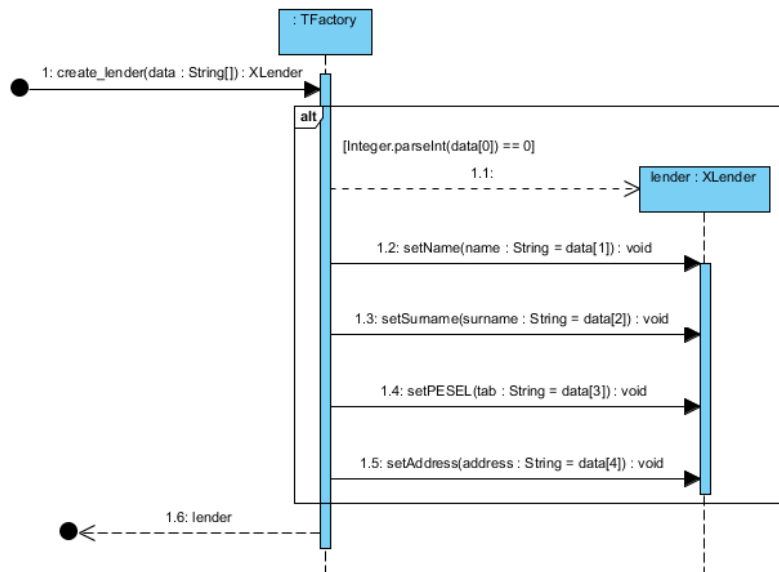 : TFactory
1: create_lender(data : String[]) : XLender
alt
[Integer.parseInt(data[0]) == 0]
1.1:
lender : XLender
1.2: setName(name : String = data[1]) : void
1.3: setSurname(surname : String = data[2]) : void
1.4: setPESEL(tab : String = data[3]) : void
1.5: setAddress(address : String = data[4]) : void
1.6: lender